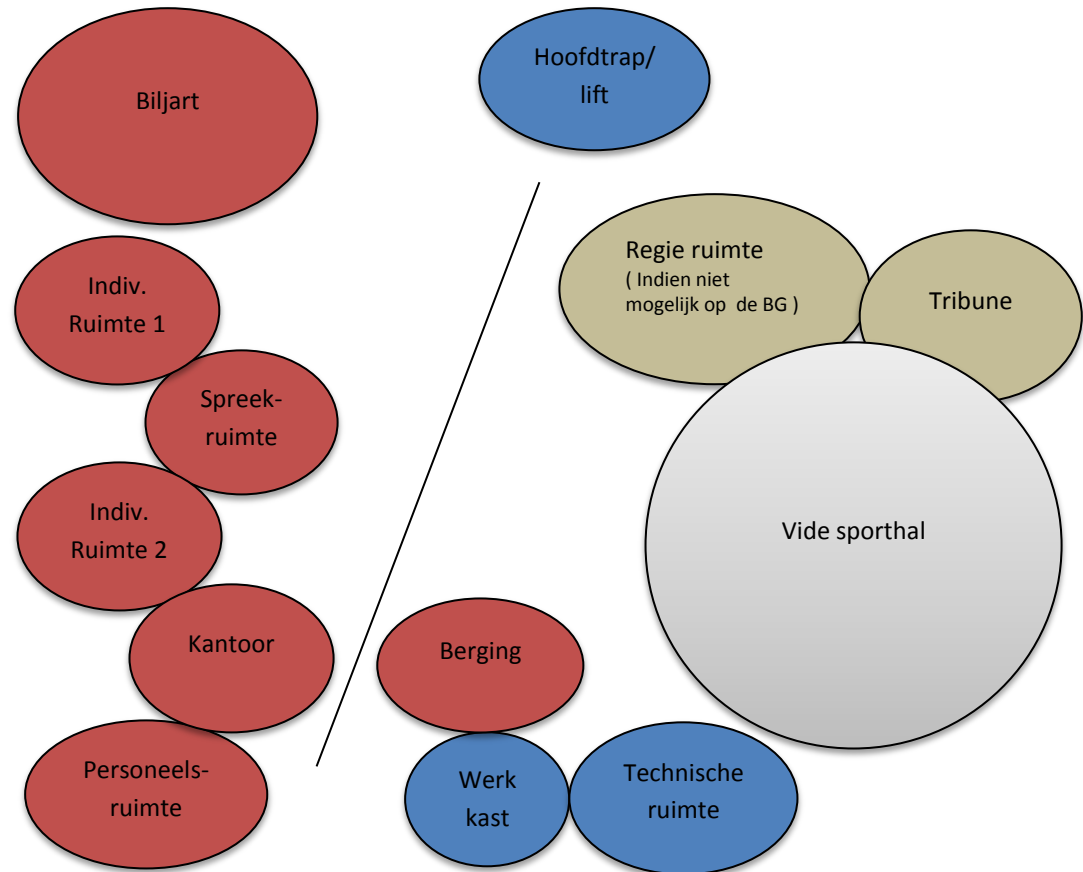 Biljart
Hoofdtrap/
lift
Regie ruimte
( Indien niet
mogelijk op de BG )
Tribune
Indiv.
Ruimte 1
Spreek-
ruimte
Indiv.
Ruimte 2
Vide sporthal
Kantoor
Berging
Personeels-
ruimte
Werk
kast
Technische
ruimte